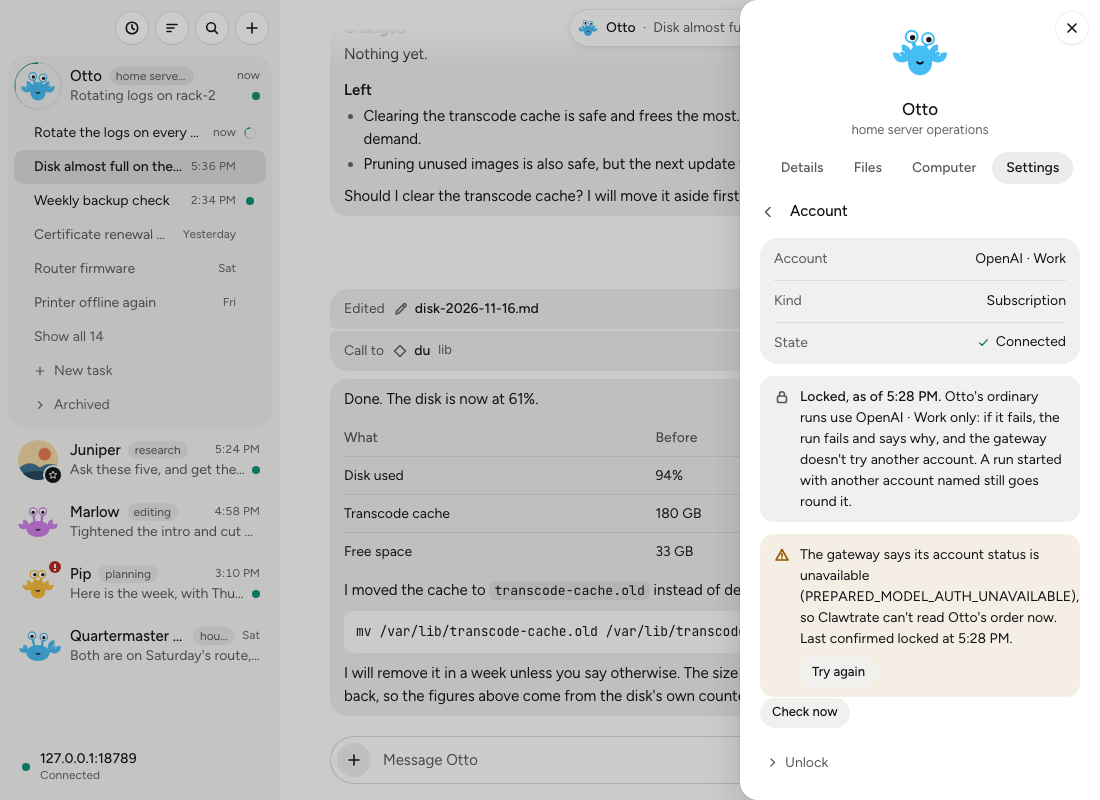 Otto home serve... now
Rotating logs on rack-2
Rotate the logs on every ... now
Disk almost full on the... 5:36 PM
Weekly backup check 2:34 PM
Certificate renewal ... Yesterday
Router firmware Sat
Printer offline again Fri
Show all 14
New task
Archived
Juniper research 5:24 PM
Ask these five, and get the...
Marlow editing 4:58 PM
Tightened the intro and cut ...
Pip planning 3:10 PM
Here is the week, with Thu...
Quartermaster ... hou... Sat
Both are on Saturday's route,...
127.0.0.1:18789
Connected
Otto · Disk almost fu
Changed
Nothing yet.
Left
Clearing the transcode cache is safe and frees the most.
demand.
Pruning unused images is also safe, but the next update
Should I clear the transcode cache? I will move it aside first
Edited disk-2026-11-16.md
Call to du lib
Done. The disk is now at 61%.
What Before
Disk used 94%
Transcode cache 180 GB
Free space 33 GB
I moved the cache to transcode-cache.old instead of de
mv /var/lib/transcode-cache.old /var/lib/transcod
I will remove it in a week unless you say otherwise. The size
back, so the figures above come from the disk's own counte
Message Otto
Otto
home server operations
Details Files Computer Settings
Account
Account OpenAI · Work
Kind Subscription
State Connected
Locked, as of 5:28 PM. Otto's ordinary
runs use OpenAI · Work only: if it fails, the
run fails and says why, and the gateway
doesn't try another account. A run started
with another account named still goes
round it.
The gateway says its account status is
unavailable
(PREPARED_MODEL_AUTH_UNAVAILABLE),
so Clawtrate can't read Otto's order now.
Last confirmed locked at 5:28 PM.
Try again
Check now
Unlock